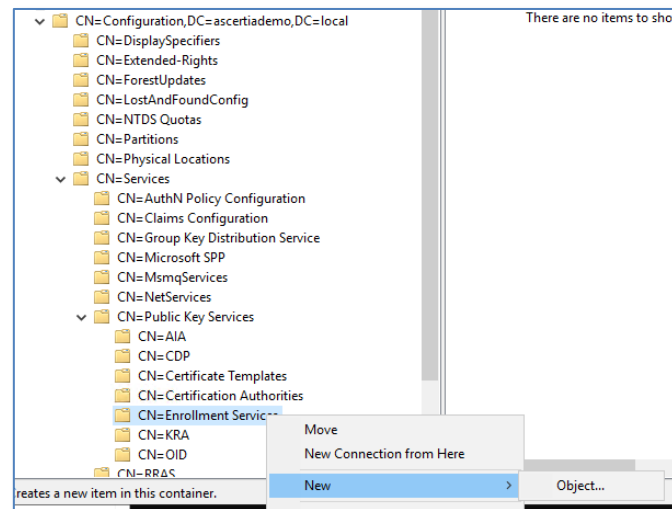 CN=Configuration,DC=ascertiademo,DC=local
There are no items to sho
CN=DisplaySpecifiers
CN=Extended-Rights
CN=ForestUpdates
CN=LostAndFoundConfig
CN=NTDS Quotas
CN=Partitions
CN=Physical Locations
CN=Services
CN=AuthN Policy Configuration
CN=Claims Configuration
CN=Group Key Distribution Service
CN=Microsoft SPP
CN=MsmqServices
CN=NetServices
CN=Public Key Services
CN=AIA
CN=CDP
CN=Certificate Templates
CN=Certification Authorities
CN=Enrollment Services
Move
CN=KRA
New Connection from Here
CN=OID
CN=RRAS
New
Object...
reates a new item in this container.